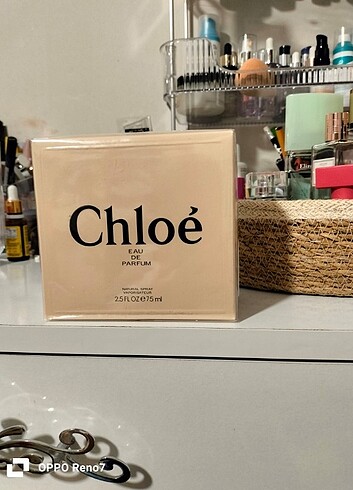 Chloé
EAU
DE
PARFUM
NATURAL SPRAY
VAPORISATEUR
2.5 FL OZ e 75 ml
OPPO Reno7